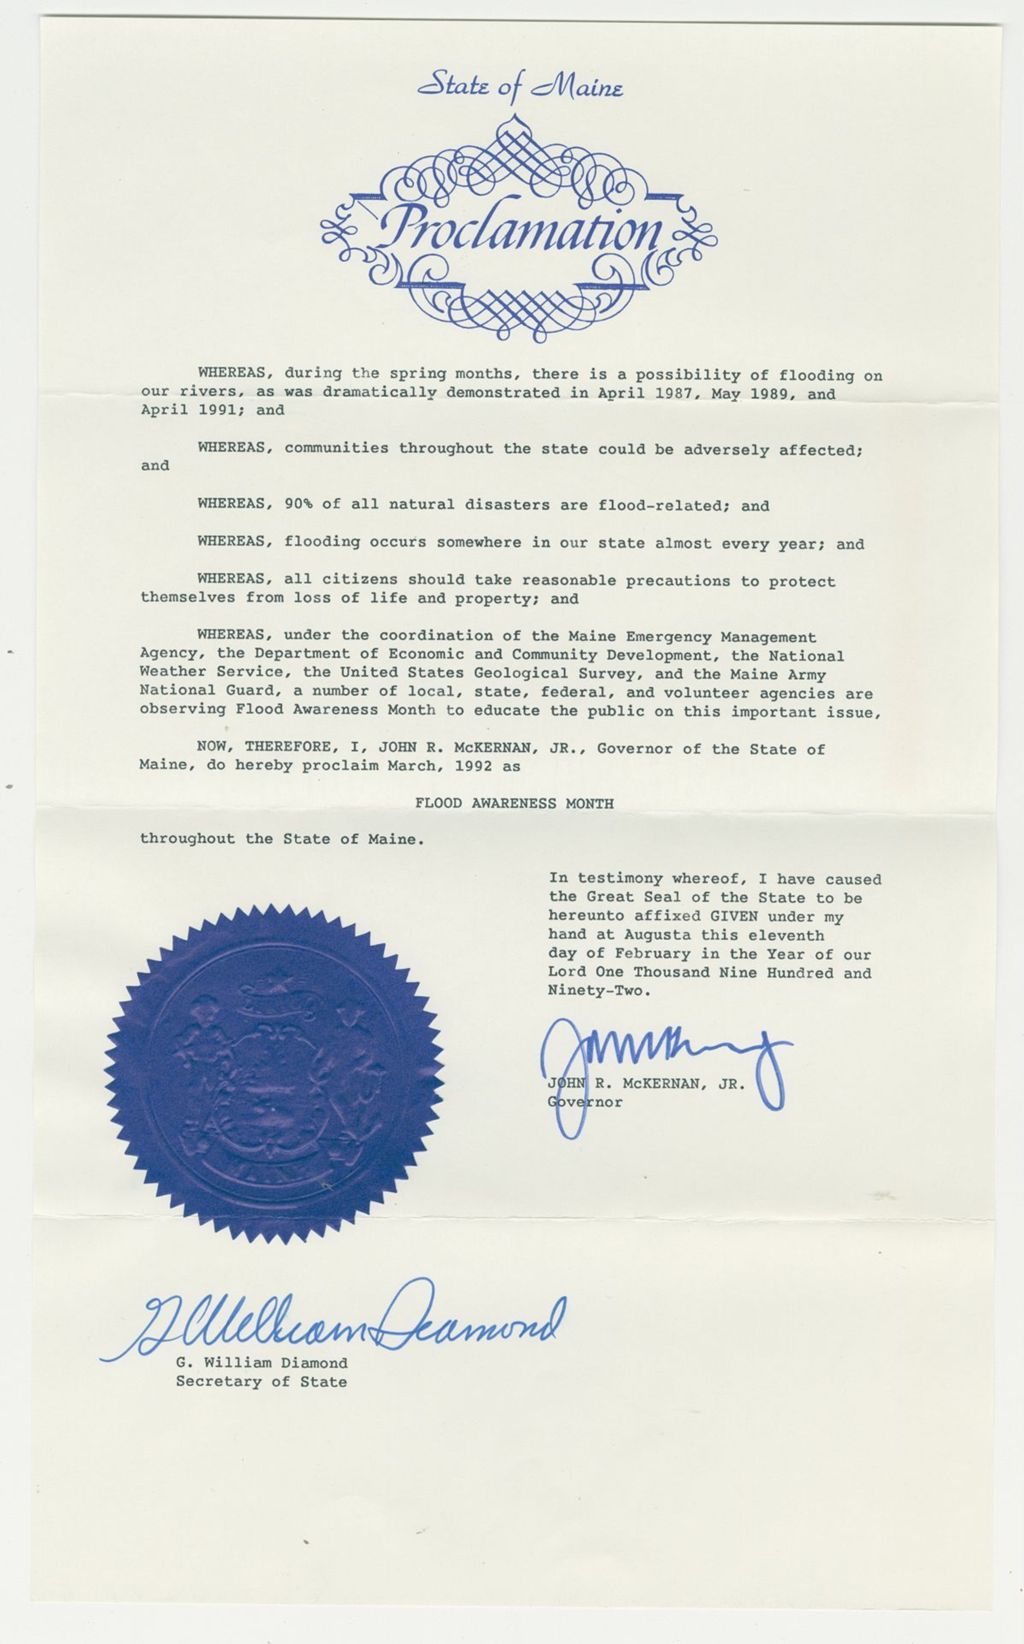 State of Maine
Proclamation
WHEREAS, during the spring months, there is a possibility of flooding on
our rivers, as was dramatically demonstrated in April 1987, May 1989, and
April 1991; and
WHEREAS, communities throughout the state could be adversely affected;
and
WHEREAS, 90% of all natural disasters are flood-related; and
WHEREAS, flooding occurs somewhere in our state almost every year; and
WHEREAS, all citizens should take reasonable precautions to protect
themselves from loss of life and property; and
WHEREAS, under the coordination of the Maine Emergency Management
Agency, the Department of Economic and Community Development, the National
Weather Service, the United States Geological Survey, and the Maine Army
National Guard, a number of local, state, federal, and volunteer agencies are
observing Flood Awareness Month to educate the public on this important issue,
NOW, THEREFORE, I, JOHN R. McKERNAN, JR., Governor of the State of
Maine, do hereby proclaim March, 1992 as
FLOOD AWARENESS MONTH
throughout the State of Maine.
In testimony whereof, I have caused
the Great Seal of the State to be
hereunto affixed GIVEN under my
hand at Augusta this eleventh
day of February in the Year of our
Lord One Thousand Nine Hundred and
Ninety-Two.
JOHN R. McKERNAN, JR.
Governor
MAINE
G William Diamond
G. William Diamond
Secretary of State